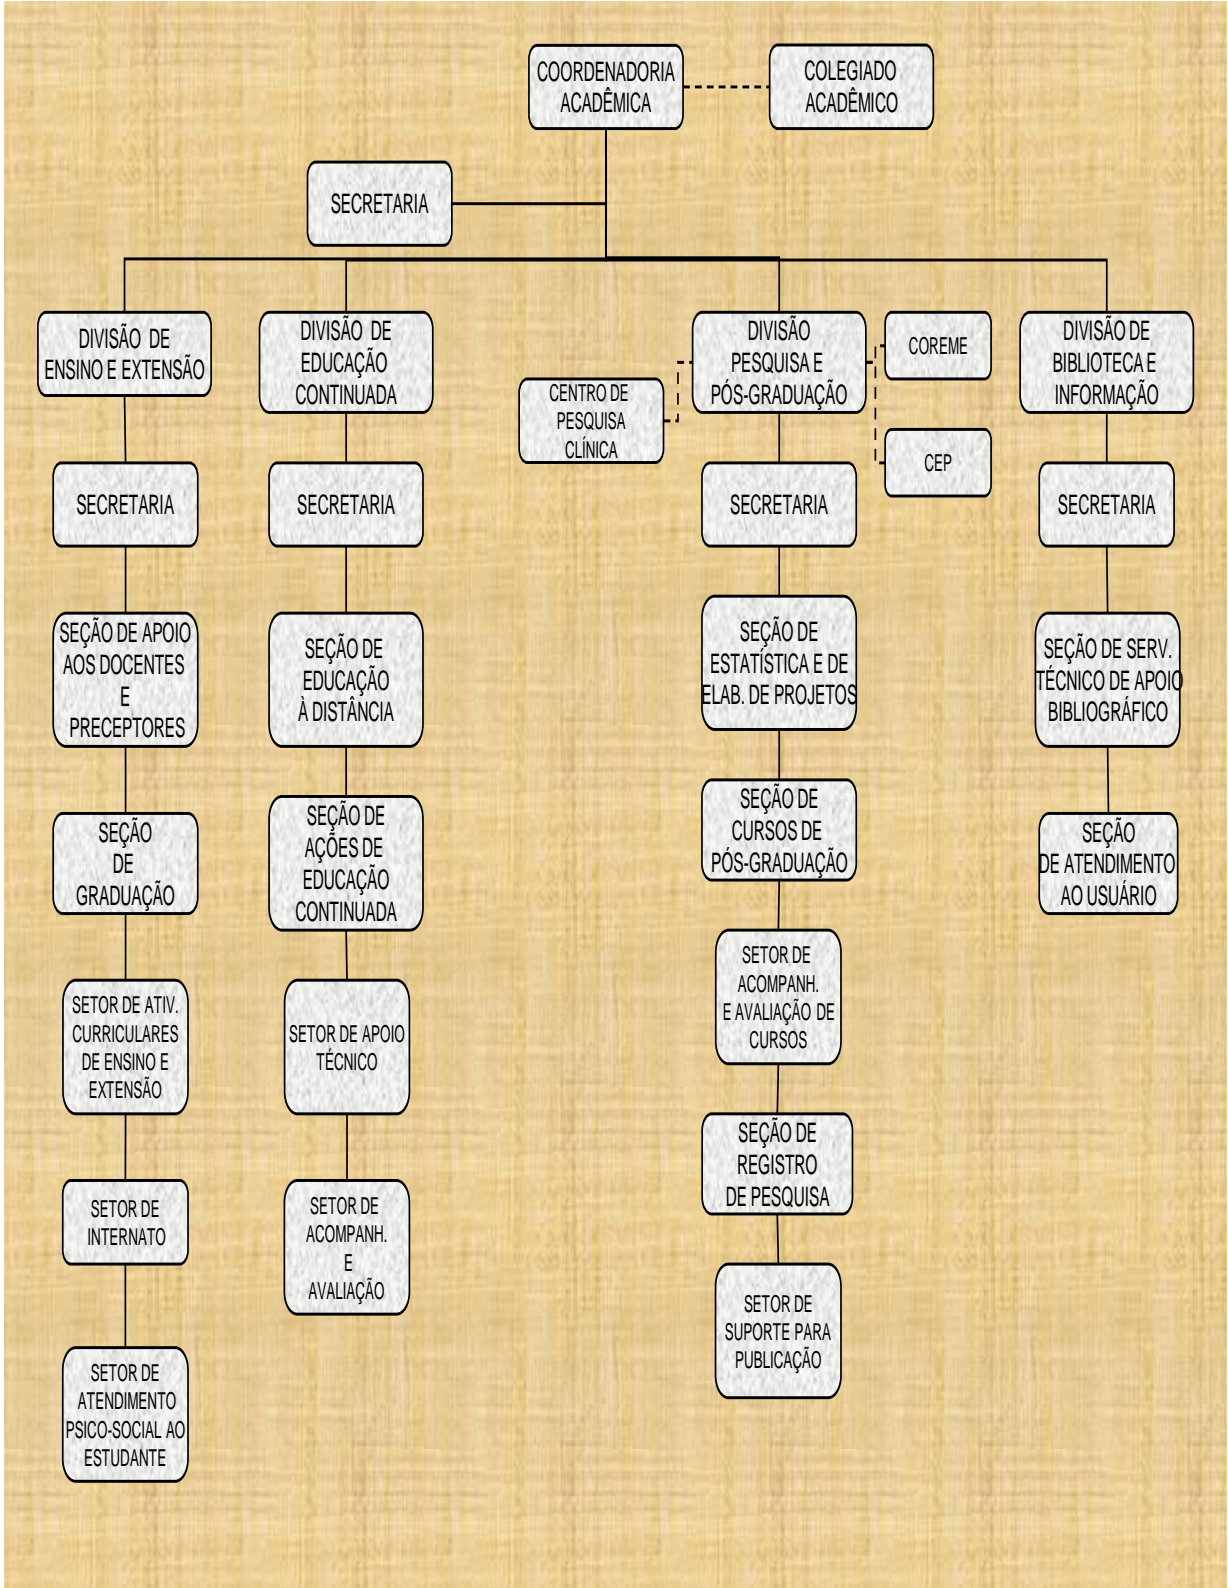 COORDENADORIA
ACADÊMICA
COLEGIADO
ACADÊMICO
SECRETARIA
DIVISÃO DE
ENSINO E EXTENSÃO
DIVISÃO DE
EDUCAÇÃO
CONTINUADA
DIVISÃO
PESQUISA E
PÓS-GRADUAÇÃO
COREME
DIVISÃO DE
BIBLIOTECA E
INFORMAÇÃO
CENTRO DE
PESQUISA
CLÍNICA
CEP
SECRETARIA
SECRETARIA
SECRETARIA
SECRETARIA
SEÇÃO DE APOIO
AOS DOCENTES
E
PRECEPTORES
SEÇÃO DE
EDUCAÇÃO
À DISTÂNCIA
SEÇÃO DE
ESTATÍSTICA E DE
ELAB. DE PROJETOS
SEÇÃO DE SERV.
TÉCNICO DE APOIO
BIBLIOGRÁFICO
SEÇÃO
DE
GRADUAÇÃO
SEÇÃO DE
AÇÕES DE
EDUCAÇÃO
CONTINUADA
SEÇÃO DE
CURSOS DE
PÓS-GRADUAÇÃO
SEÇÃO
DE ATENDIMENTO
AO USUÁRIO
SETOR DE ATIV.
CURRICULARES
DE ENSINO E
EXTENSÃO
SETOR DE APOIO
TÉCNICO
SETOR DE
ACOMPANH.
E AVALIAÇÃO DE
CURSOS
SEÇÃO DE
REGISTRO
DE PESQUISA
SETOR DE
INTERNATO
SETOR DE
ACOMPANH.
E
AVALIAÇÃO
SETOR DE
SUPORTE PARA
PUBLICAÇÃO
SETOR DE
ATENDIMENTO
PSICO-SOCIAL AO
ESTUDANTE